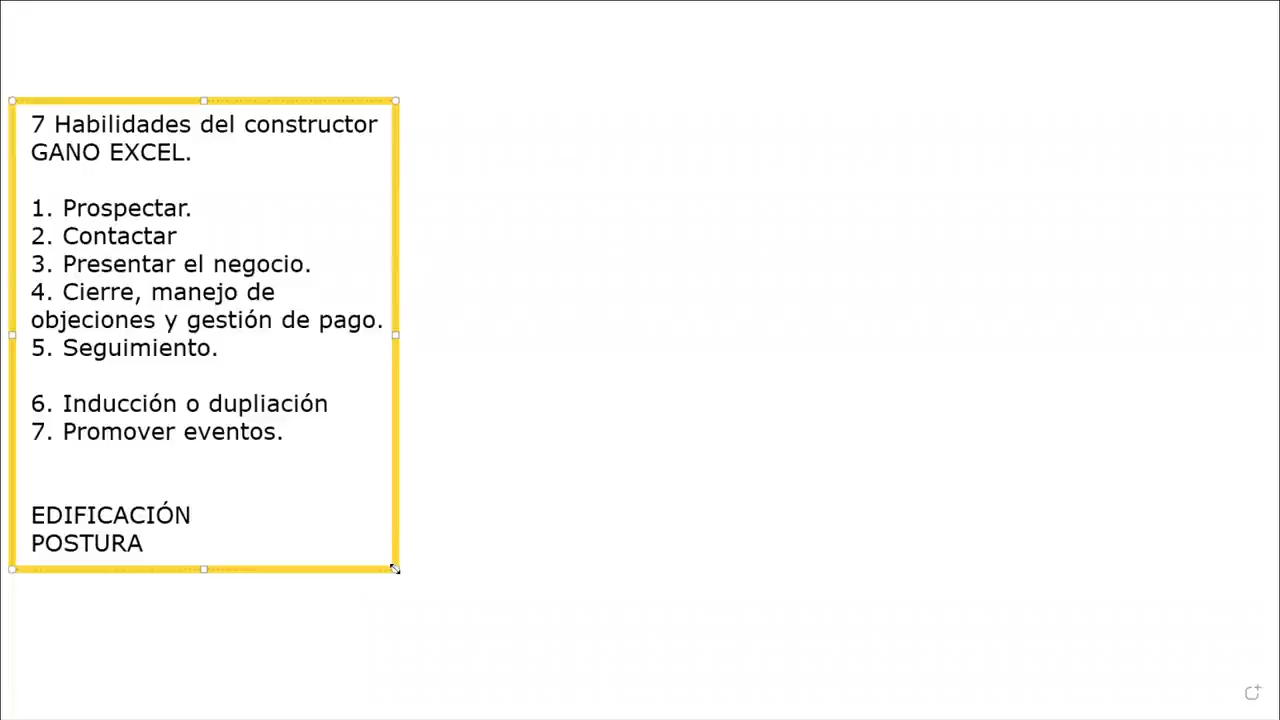 7 Habilidades del constructor
GANO EXCEL.
1. Prospectar.
2. Contactar
3. Presentar el negocio.
4. Cierre, manejo de
objeciones y gestión de pago.
5. Seguimiento.
6. Inducción o dupliación
7. Promover eventos.
EDIFICACIÓN
POSTURA